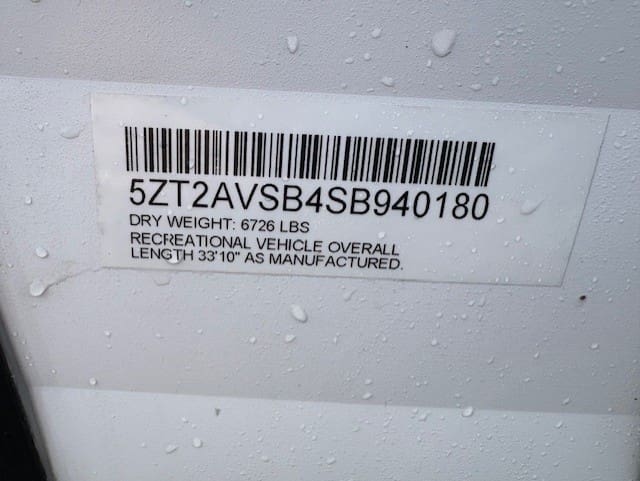 5ZT2AVSB4SB940180
DRY WEIGHT: 6726 LBS
RECREATIONAL VEHICLE OVERALL
LENGTH 33'10" AS MANUFACTURED.